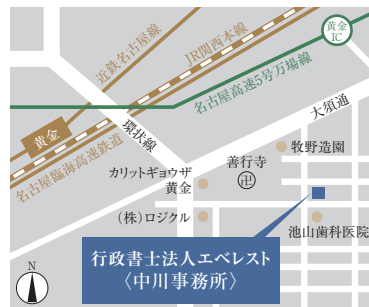 近鉄名古屋線
JR関西本線
黄金
IC
名古屋高速5号万場線
大須通
黄金
環状線
名古屋臨海高速鉄道
牧野造園
善行寺
卍
カリットギョウザ
黄金
(株)ロジクル
池山歯科医院
行政書士法人エベレスト
〈中川事務所〉
N